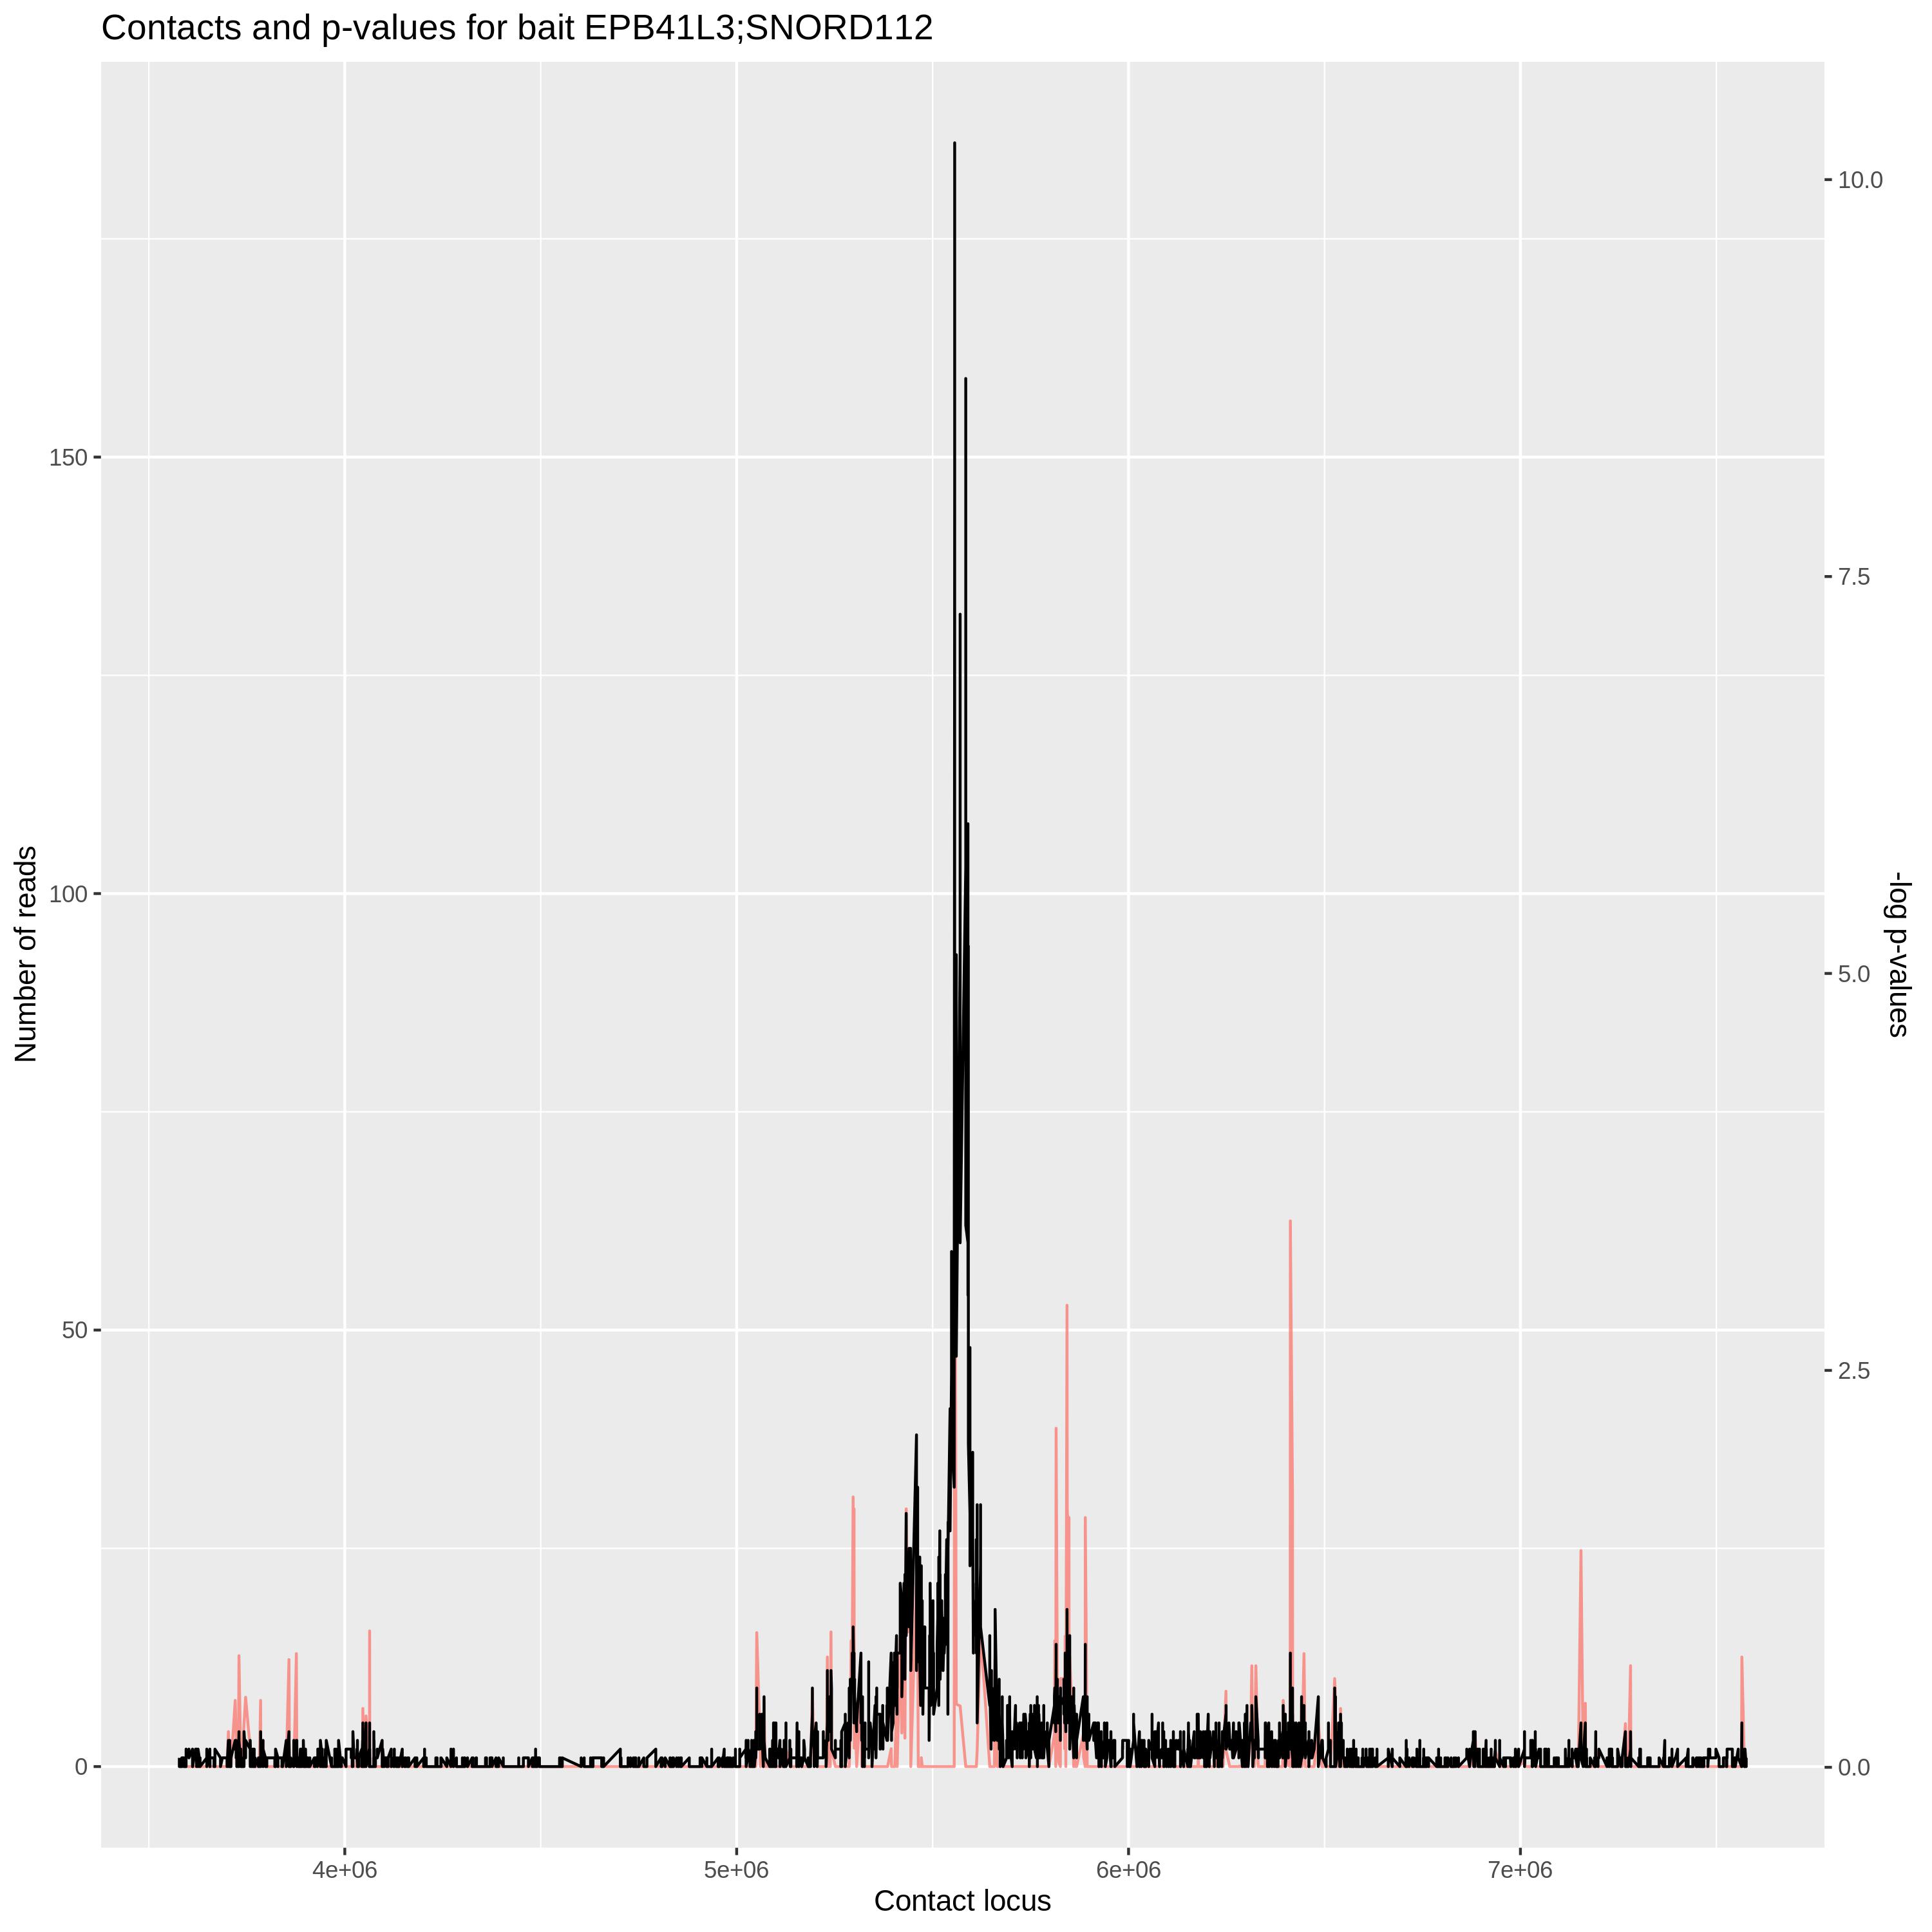 Contacts and p-values for bait EPB41L3;SNORD112
Number of reads
150
100
50
0
10.0
7.5
5.0
2.5
0.0
-log p-values
4e+06
5e+06
6e+06
7e+06
Contact locus